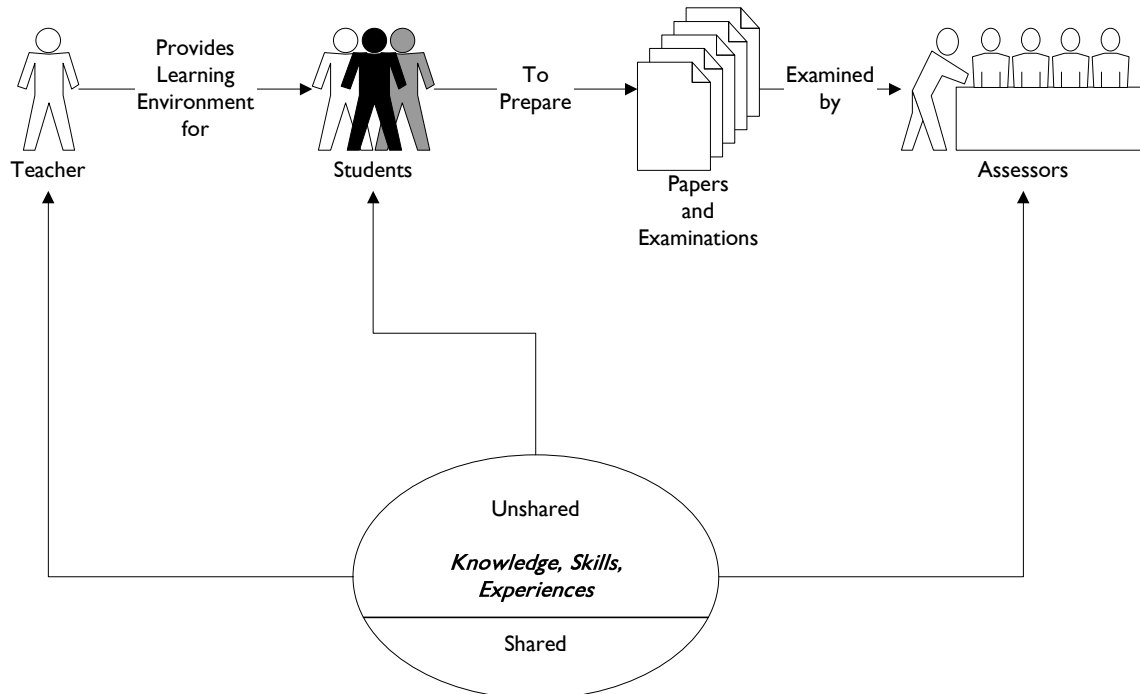 Provides
Learning
Environment
for
To
Prepare
Examined
by
Teacher
Students
Papers
and
Examinations
Assessors
Unshared
Knowledge, Skills,
Experiences
Shared